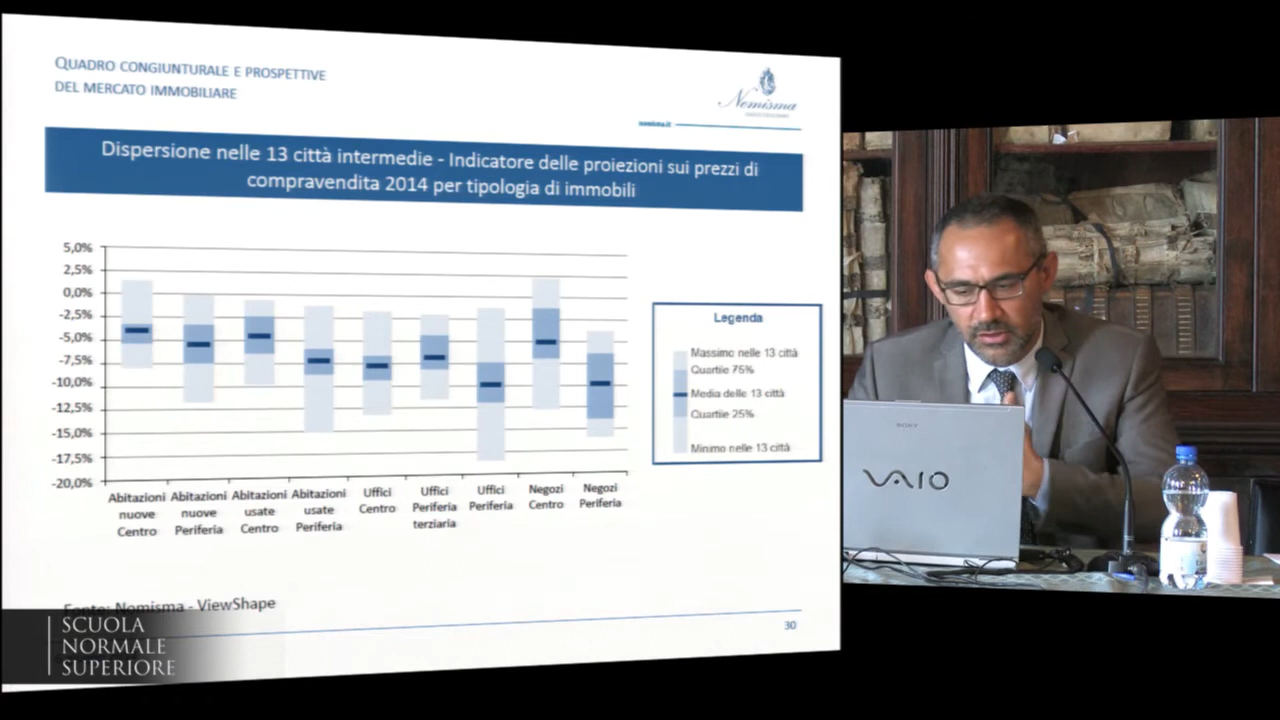 QUADRO CONGIUNTURALE E PROSPETTIVE
DEL MERCATO IMMOBILIARE
Nomisma
nomisma.it
Dispersione nelle 13 città intermedie - Indicatore delle proiezioni sui prezzi di
compravendita 2014 per tipologia di immobili
5,0%
2,5%
0,0%
-2,5%
-5,0%
-7,5%
-10,0%
-12,5%
-15,0%
-17,5%
-20,0%
Abitazioni nuove Centro
Abitazioni nuove Periferia
Abitazioni usate Centro
Abitazioni usate Periferia
Uffici Centro
Uffici Periferia terziaria
Uffici Periferia
Negozi Centro
Negozi Periferia
Legenda
Massimo nelle 13 città
Quartile 75%
Media delle 13 città
Quartile 25%
Minimo nelle 13 città
Fonte: Nomisma - ViewShape
30
SCUOLA
NORMALE
SUPERIORE
SONY
VAIO